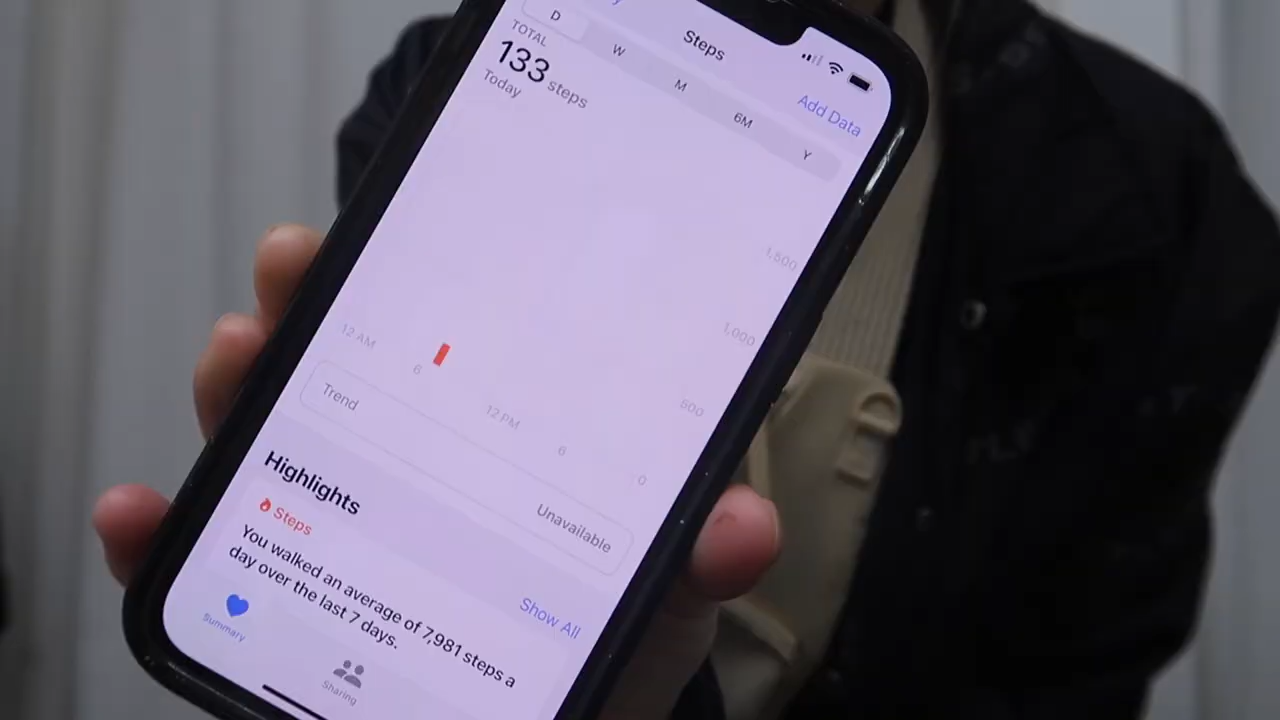 Steps
D
W
M
6M
Y
TOTAL
133 steps
Today
Add Data
1,500
1,000
500
0
12 AM
6
12 PM
6
Trend
Unavailable
Highlights
Show All
Steps
You walked an average of 7,981 steps a
day over the last 7 days.
Summary
Sharing